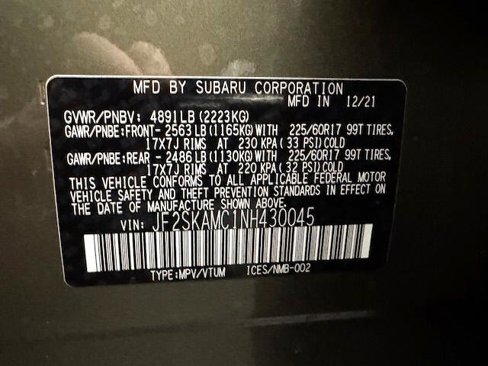 MFD BY SUBARU CORPORATION
MFD IN 12/21
GVWR/PNBV: 4891LB (2223KG)
GAWR/PNBE:FRONT- 2563 LB (1165KG)WITH 225/60R17 99T TIRES,
17X7J RIMS AT 230 KPA (33 PSI)COLD
GAWR/PNBE:REAR - 2486 LB (1130KG)WITH 225/60R17 99T TIRES,
17X7J RIMS AT 220 KPA (32 PSI)COLD
THIS VEHICLE CONFORMS TO ALL APPLICABLE FEDERAL MOTOR
VEHICLE SAFETY AND THEFT PREVENTION STANDARDS IN EFFECT
ON THE DATE OF MANUFACTURE SHOWN ABOVE.
VIN: JF2SKAMC1NH430045
TYPE:MPV/VTUM ICES/NMB-002